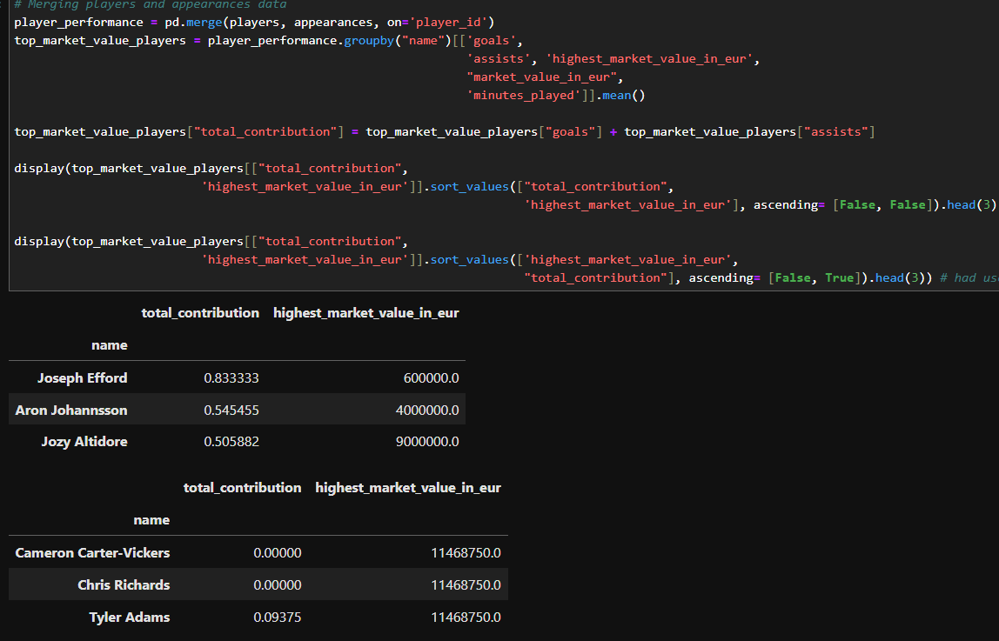 # Merging players and appearances data
player_performance = pd.merge(players, appearances, on='player_id')
top_market_value_players = player_performance.groupby("name")[['goals',
'assists', 'highest_market_value_in_eur',
"market_value_in_eur",
'minutes_played']].mean()
top_market_value_players["total_contribution"] = top_market_value_players["goals"] + top_market_value_players["assists"]
display(top_market_value_players[["total_contribution",
'highest_market_value_in_eur']].sort_values(["total_contribution",
'highest_market_value_in_eur'], ascending= [False, False]).head(3)
display(top_market_value_players[["total_contribution",
'highest_market_value_in_eur']].sort_values(['highest_market_value_in_eur',
"total_contribution"], ascending= [False, True]).head(3)) # had
total_contribution highest_market_value_in_eur
name
Joseph Efford 0.833333 600000.0
Aron Johannsson 0.545455 4000000.0
Jozy Altidore 0.505882 9000000.0
total_contribution highest_market_value_in_eur
name
Cameron Carter-Vickers 0.00000 11468750.0
Chris Richards 0.00000 11468750.0
Tyler Adams 0.09375 11468750.0